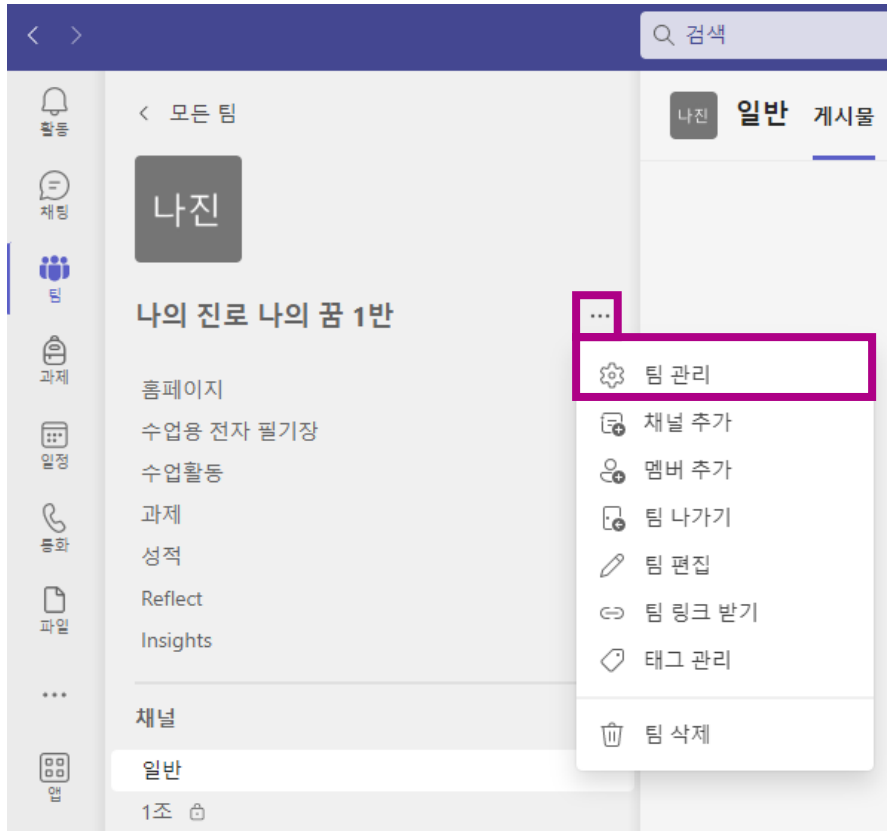 검색
활동
채팅
팀
과제
일정
통화
파일
앱
모든 팀
나진
나의 진로 나의 꿈 1반
홈페이지
수업용 전자 필기장
수업활동
과제
성적
Reflect
Insights
채널
일반
1조
팀 관리
채널 추가
멤버 추가
팀 나가기
팀 편집
팀 링크 받기
태그 관리
팀 삭제
나진 일반 게시물